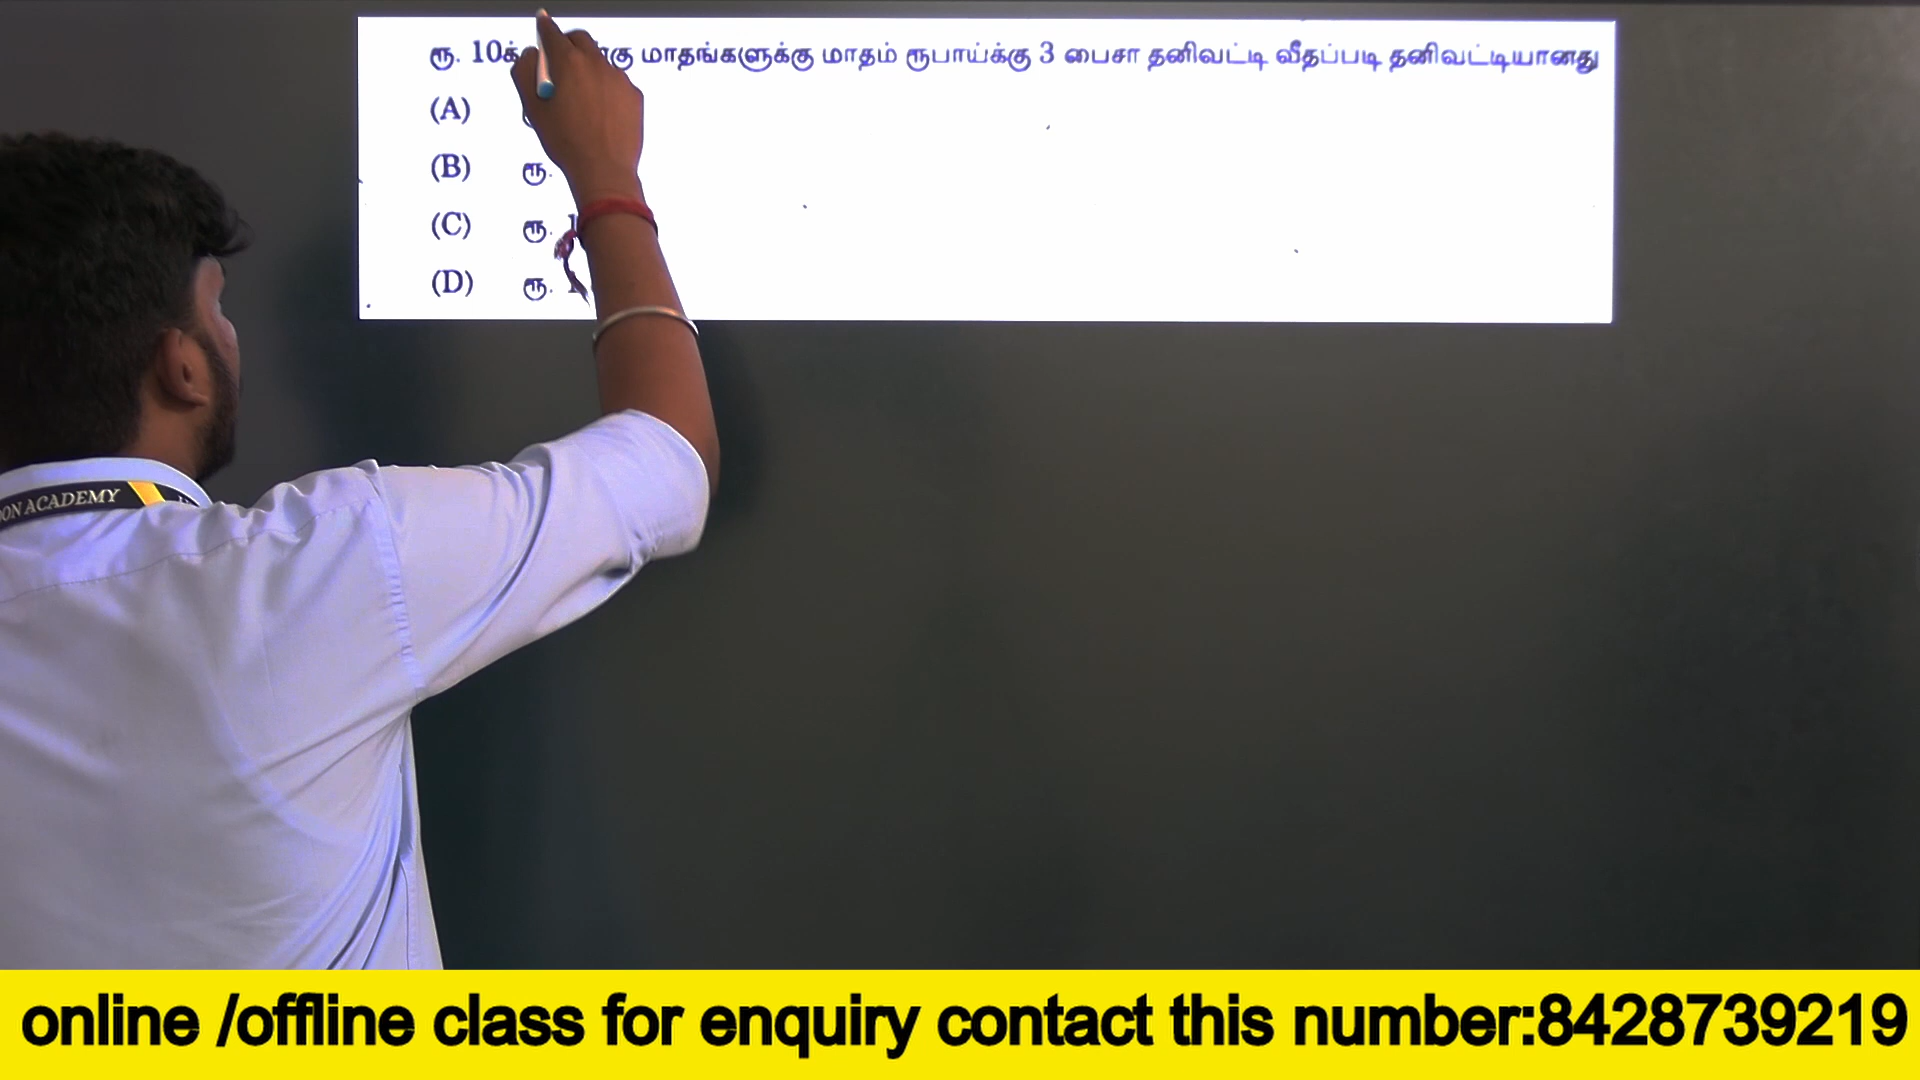 ரூ. 10க் மாதங்களுக்கு மாதம் ரூபாய்க்கு 3 பைசா தனிவட்டி வீதப்படி தனிவட்டியானது
(A)
(B) ரூ.
(C) ரூ.
(D) ரூ.
ACADEMY
online /offline class for enquiry contact this number:8428739219